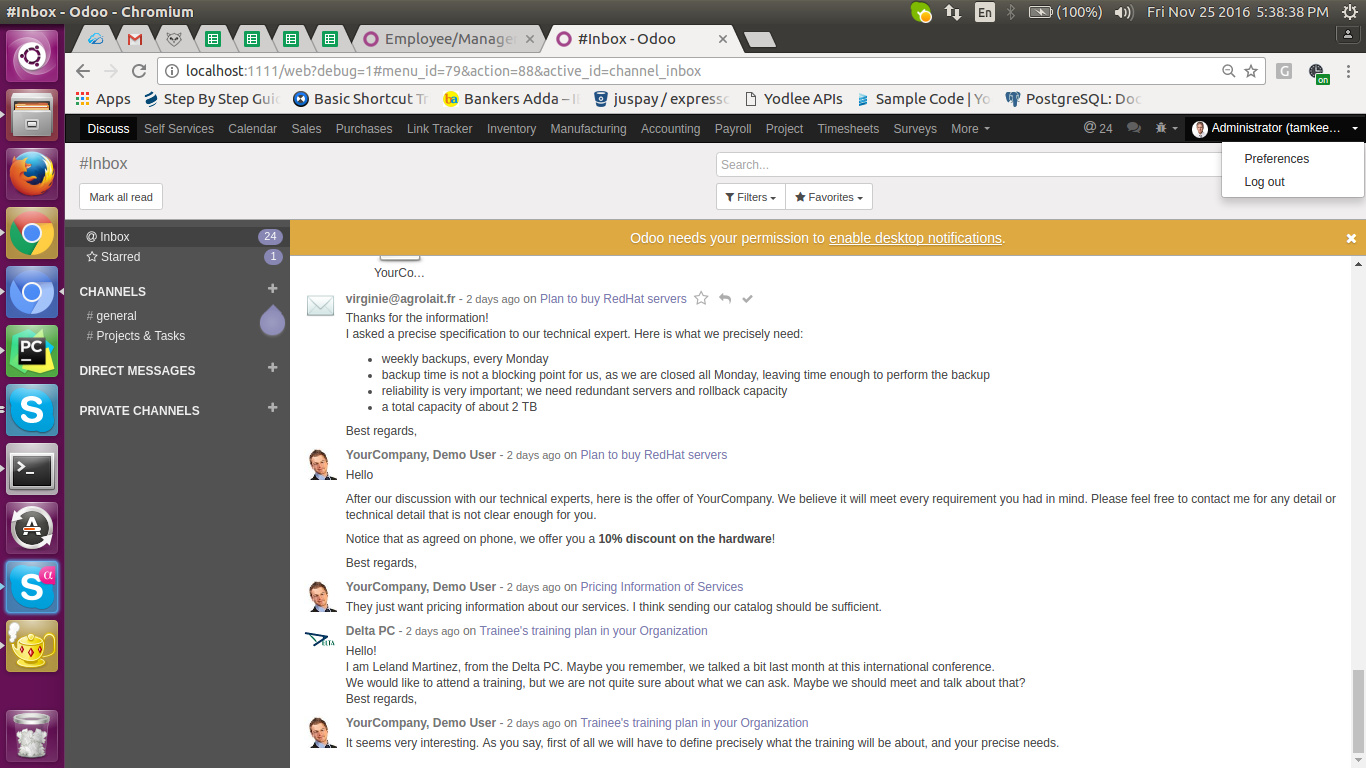 #Inbox - Odoo - Chromium
En (100%) Fri Nov 25 2016 5:38:38 PM
Employee/Manage
#Inbox - Odoo
localhost:1111/web?debug=1#menu_id=79&action=88&active_id=channel_inbox
G on
Apps Step By Step Gui Basic Shortcut Tr ba Bankers Adda – juspay / express Yodlee APIs Sample Code | Yo PostgreSQL: Doc
Discuss Self Services Calendar Sales Purchases Link Tracker Inventory Manufacturing Accounting Payroll Project Timesheets Surveys More @ 24 Administrator (tamkee...
#Inbox
Search...
Preferences
Log out
Mark all read
Filters Favorites
@ Inbox 24
Starred 1
CHANNELS +
# general
# Projects & Tasks
DIRECT MESSAGES +
PRIVATE CHANNELS +
Odoo needs your permission to enable desktop notifications.
YourCo…
virginie@agrolait.fr - 2 days ago on Plan to buy RedHat servers
Thanks for the information!
I asked a precise specification to our technical expert. Here is what we precisely need:
• weekly backups, every Monday
• backup time is not a blocking point for us, as we are closed all Monday, leaving time enough to perform the backup
• reliability is very important; we need redundant servers and rollback capacity
• a total capacity of about 2 TB
Best regards,
YourCompany, Demo User - 2 days ago on Plan to buy RedHat servers
Hello
After our discussion with our technical experts, here is the offer of YourCompany. We believe it will meet every requirement you had in mind. Please feel free to contact me for any detail or
technical detail that is not clear enough for you.
Notice that as agreed on phone, we offer you a 10% discount on the hardware!
Best regards,
YourCompany, Demo User - 2 days ago on Pricing Information of Services
They just want pricing information about our services. I think sending our catalog should be sufficient.
DELTA
Delta PC - 2 days ago on Trainee's training plan in your Organization
Hello!
I am Leland Martinez, from the Delta PC. Maybe you remember, we talked a bit last month at this international conference.
We would like to attend a training, but we are not quite sure about what we can ask. Maybe we should meet and talk about that?
Best regards,
YourCompany, Demo User - 2 days ago on Trainee's training plan in your Organization
It seems very interesting. As you say, first of all we will have to define precisely what the training will be about, and your precise needs.
PC
S
>_
A
S α